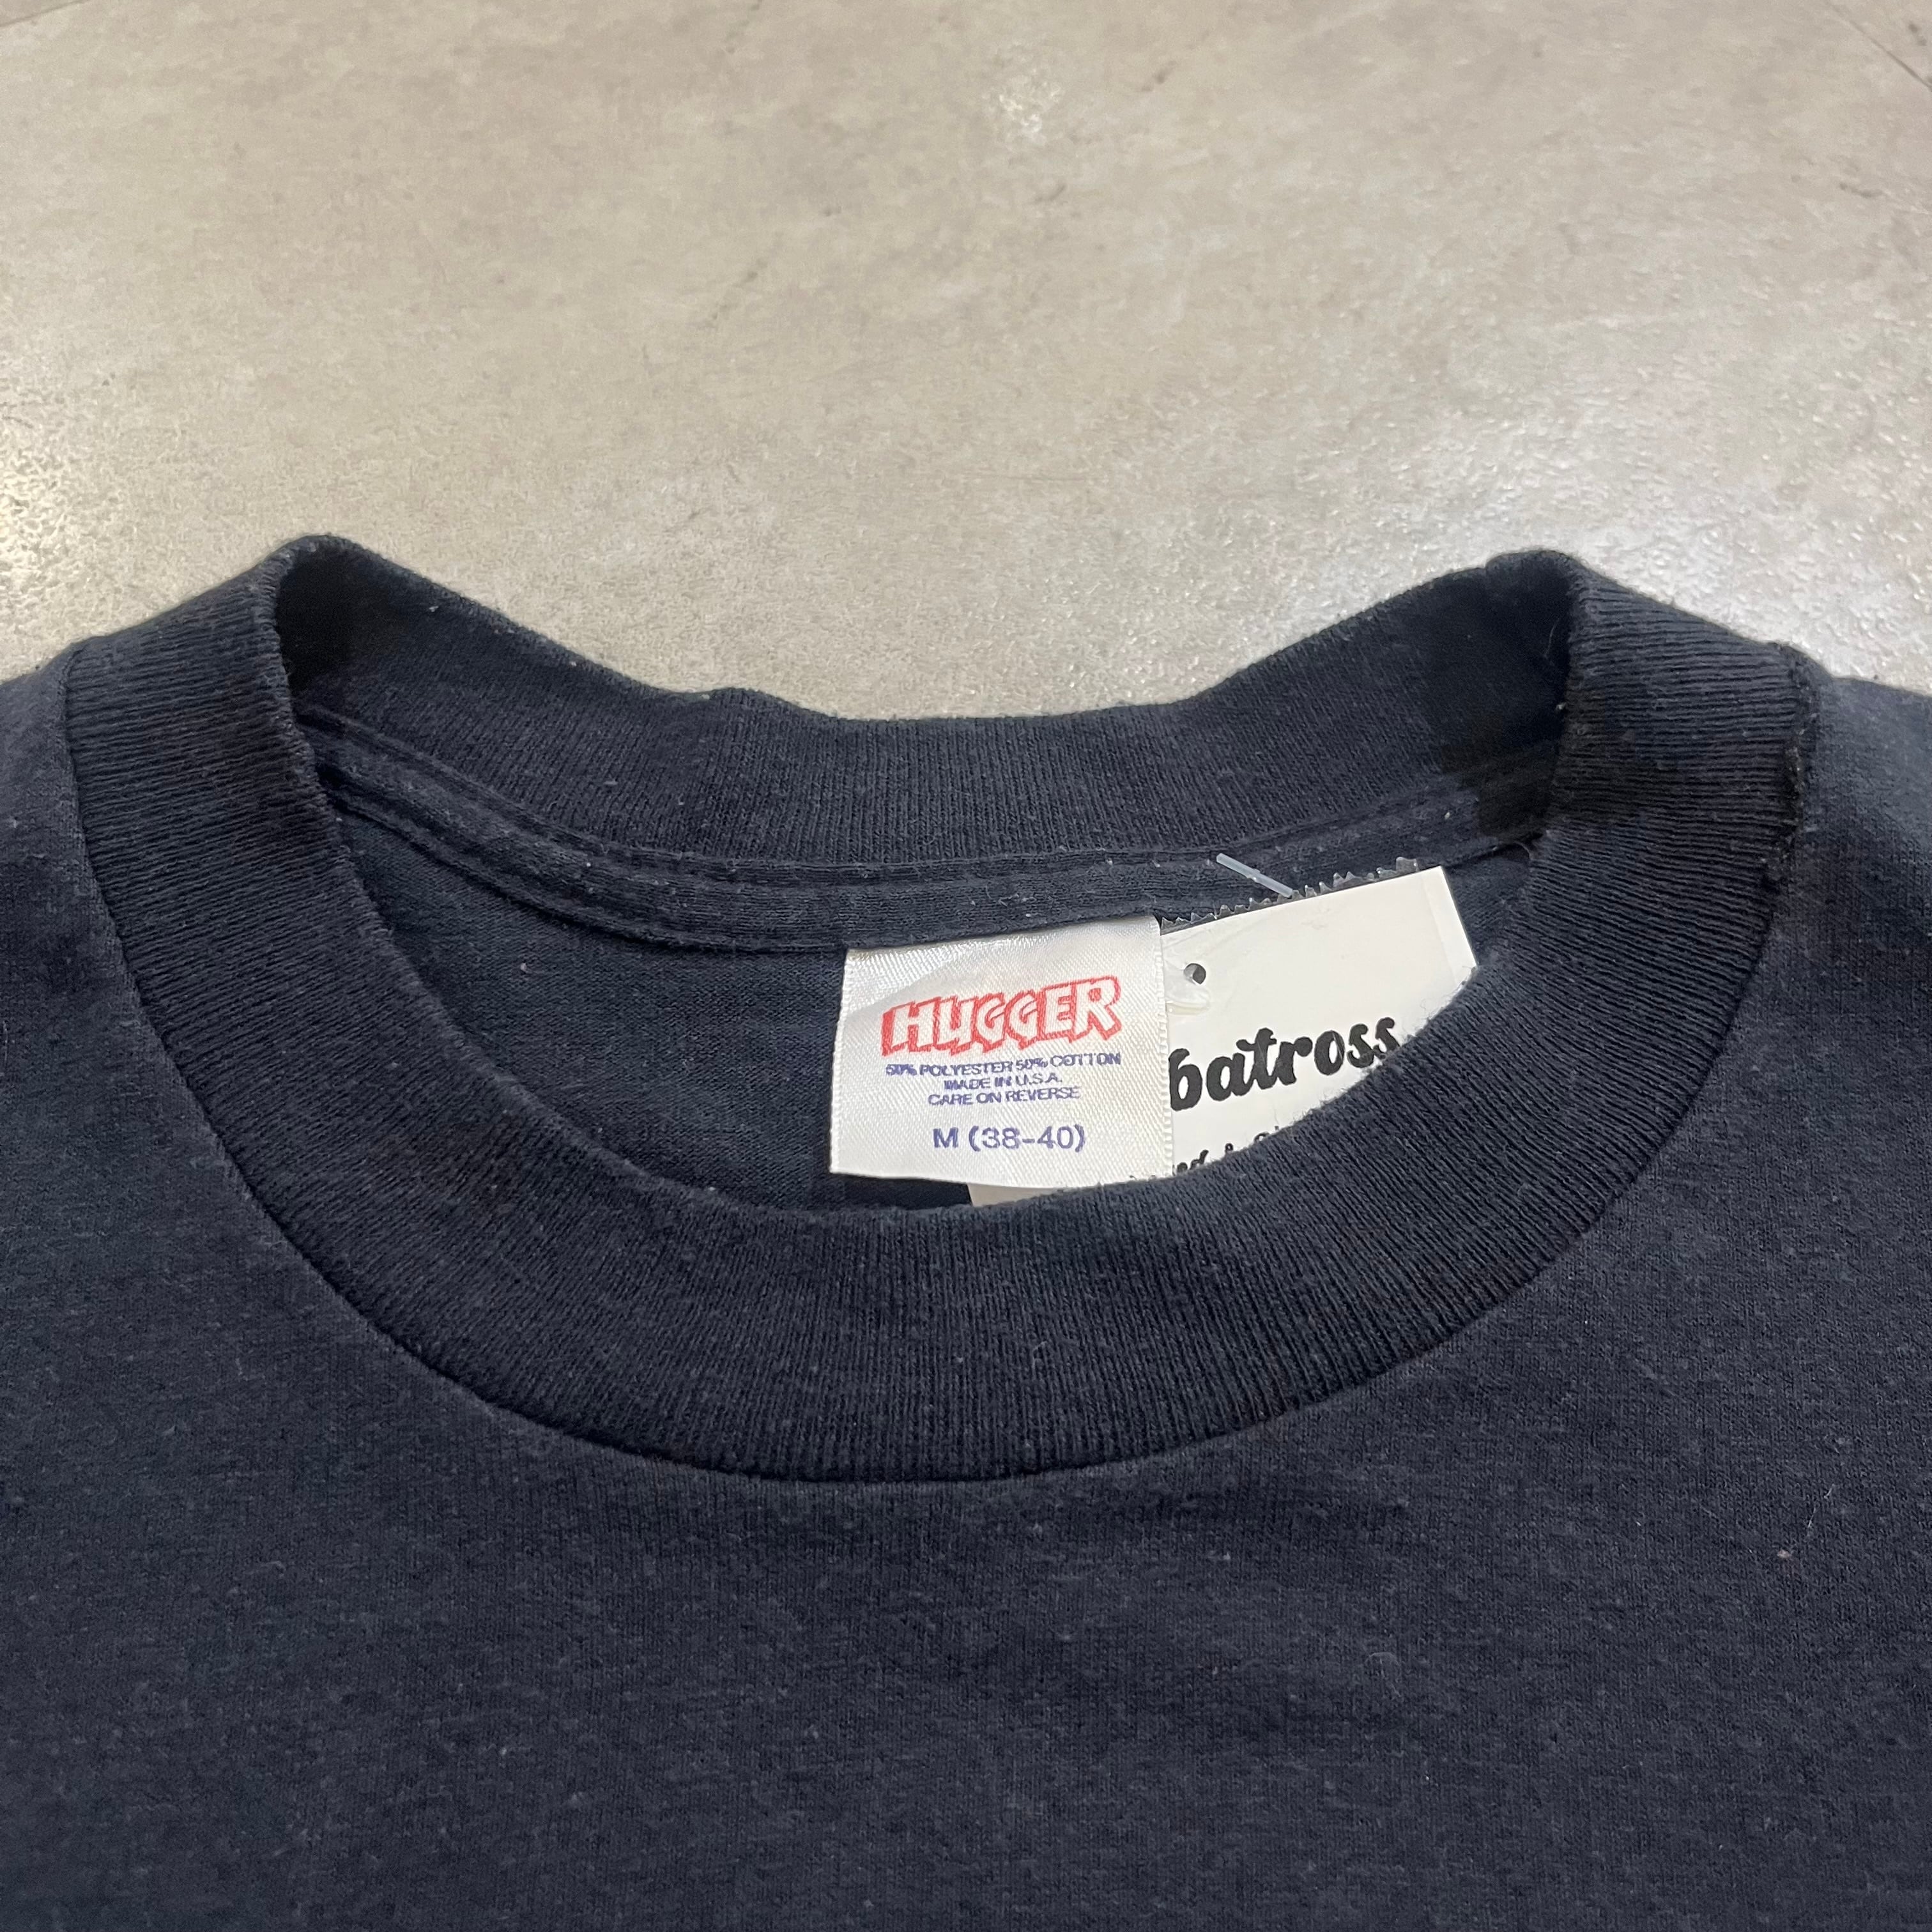 HUGGER
50% POLYESTER 50% COTTON
MADE IN U.S.A.
CARE ON REVERSE
M (38-40)
batross